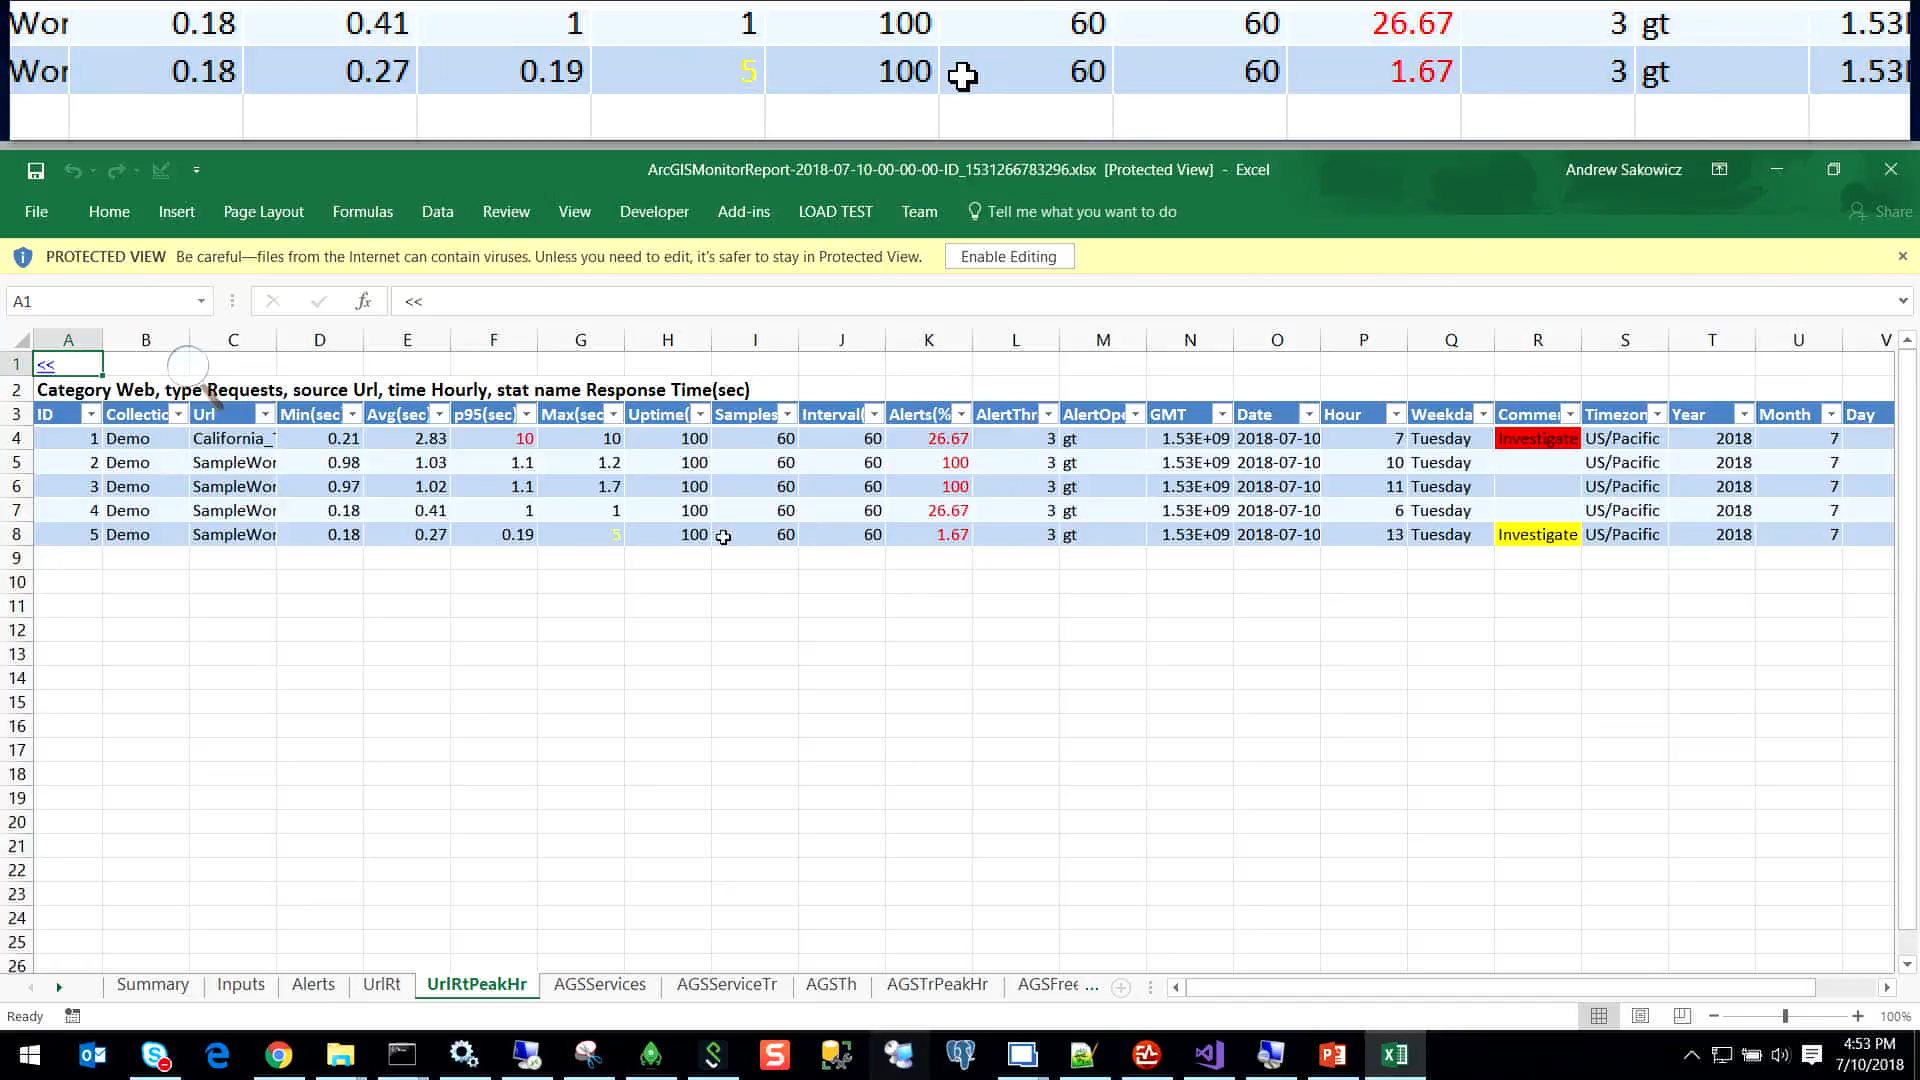 Wor 0.18 0.41 1 1 100 60 60 26.67 3 gt 1.53
Wor 0.18 0.27 0.19 5 100 60 60 1.67 3 gt 1.53
ArcGISMonitorReport-2018-07-10-00-00-00-ID_1531266783296.xlsx [Protected View] - Excel
Andrew Sakowicz
File Home Insert Page Layout Formulas Data Review View Developer Add-ins LOAD TEST Team Tell me what you want to do Share
PROTECTED VIEW Be careful—files from the Internet can contain viruses. Unless you need to edit, it's safer to stay in Protected View. Enable Editing
A1 fx <<
A B C D E F G H I J K L M N O P Q R S T U V
1 <<
2 Category Web, type Requests, source Url, time Hourly, stat name Response Time(sec)
3 ID Collectic Url Min(sec Avg(sec) p95(sec) Max(sec Uptime( Samples Interval( Alerts(% AlertThr AlertOpe GMT Date Hour Weekda Commer Timezon Year Month Day
4 1 Demo California_ 0.21 2.83 10 10 100 60 60 26.67 3 gt 1.53E+09 2018-07-10 7 Tuesday Investigate US/Pacific 2018 7
5 2 Demo SampleWor 0.98 1.03 1.1 1.2 100 60 60 100 3 gt 1.53E+09 2018-07-10 10 Tuesday US/Pacific 2018 7
6 3 Demo SampleWor 0.97 1.02 1.1 1.7 100 60 60 100 3 gt 1.53E+09 2018-07-10 11 Tuesday US/Pacific 2018 7
7 4 Demo SampleWor 0.18 0.41 1 1 100 60 60 26.67 3 gt 1.53E+09 2018-07-10 6 Tuesday US/Pacific 2018 7
8 5 Demo SampleWor 0.18 0.27 0.19 5 100 60 60 1.67 3 gt 1.53E+09 2018-07-10 13 Tuesday Investigate US/Pacific 2018 7
9
10
11
12
13
14
15
16
17
18
19
20
21
22
23
24
25
26
Summary Inputs Alerts UrlRt UrlRtPeakHr AGSServices AGSServiceTr AGSTh AGSTrPeakHr AGSFree ...
Ready 100%
4:53 PM
7/10/2018